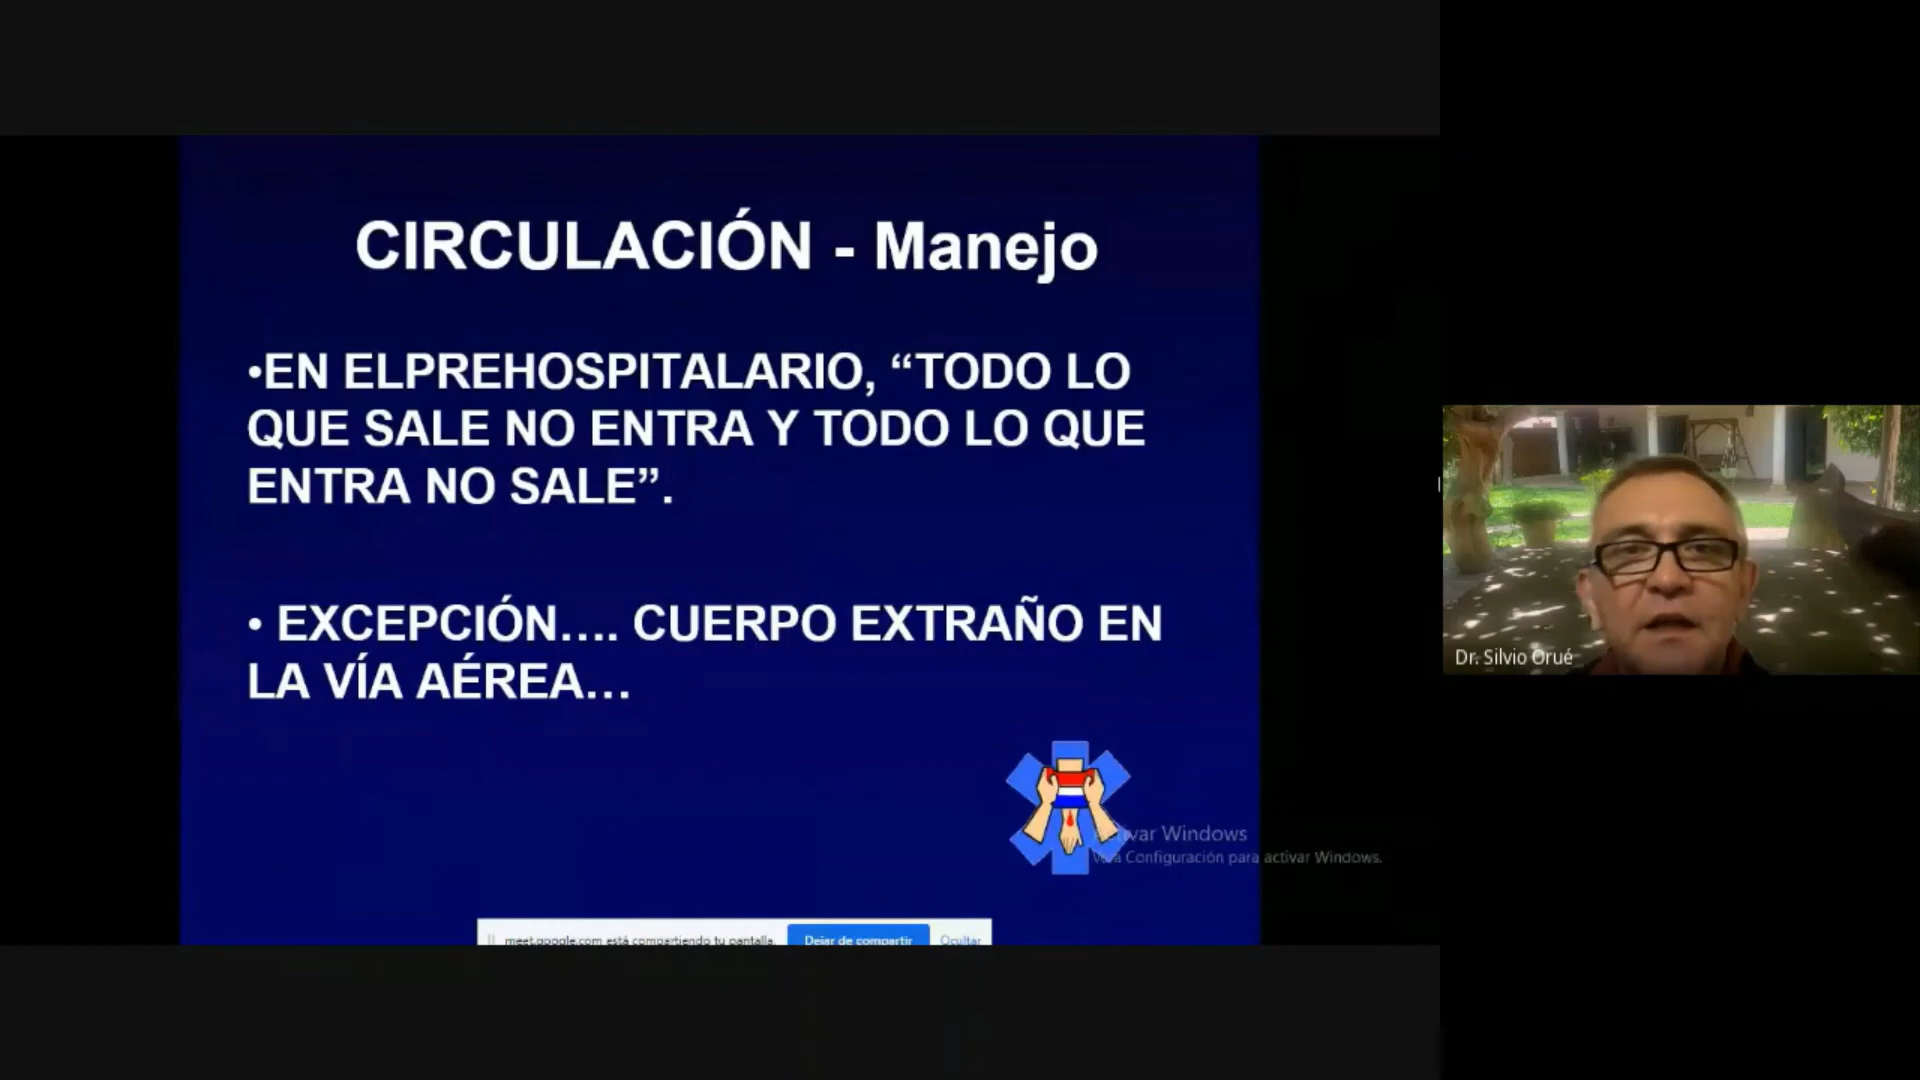 CIRCULACIÓN - Manejo
•EN ELPREHOSPITALARIO, “TODO LO
QUE SALE NO ENTRA Y TODO LO QUE
ENTRA NO SALE”.
• EXCEPCIÓN.... CUERPO EXTRAÑO EN
LA VÍA AÉREA...
Dr. Silvio Orué
Activar Windows
Ve a Configuración para activar Windows.
meet.google.com está compartiendo tu pantalla. Dejar de compartir Ocultar